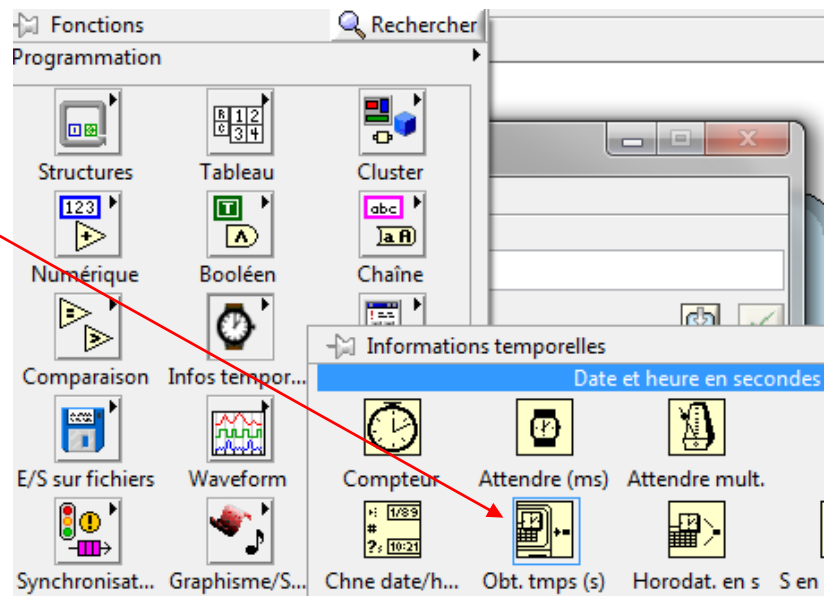 Fonctions
Rechercher
Programmation
Structures
Tableau
Cluster
Numérique
Booléen
Chaîne
Comparaison
Infos tempor...
Informations temporelles
Date et heure en secondes
E/S sur fichiers
Waveform
Compteur
Attendre (ms)
Attendre mult.
Synchronisat...
Graphisme/S...
Chne date/h...
Obt. tmps (s)
Horodat. en s
S en